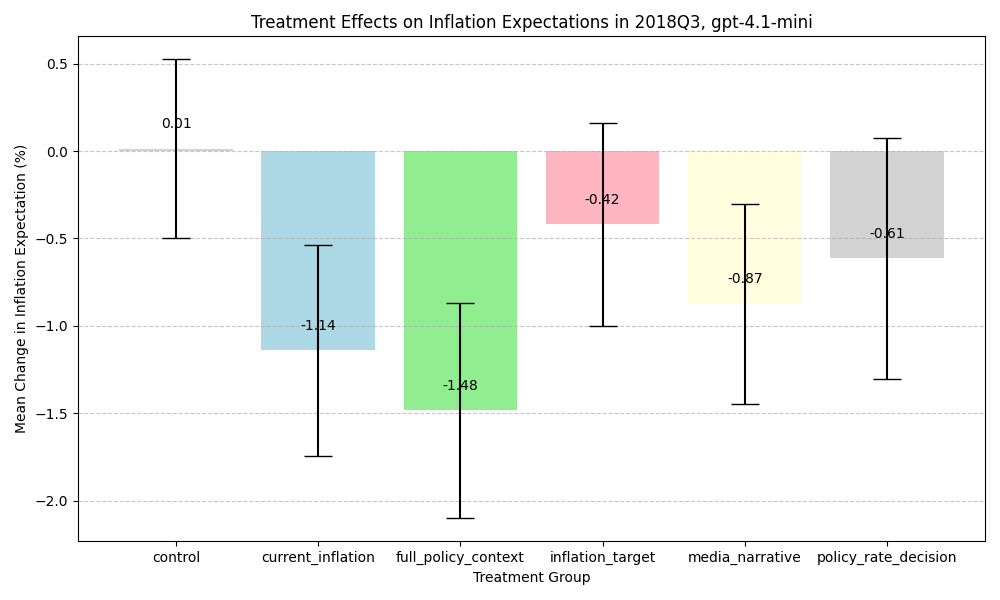 Treatment Effects on Inflation Expectations in 2018Q3, gpt-4.1-mini
Mean Change in Inflation Expectation (%)
0.5
0.0
−0.5
−1.0
−1.5
−2.0
0.01
-1.14
-1.48
-0.42
-0.87
-0.61
control
current_inflation
full_policy_context
inflation_target
media_narrative
policy_rate_decision
Treatment Group